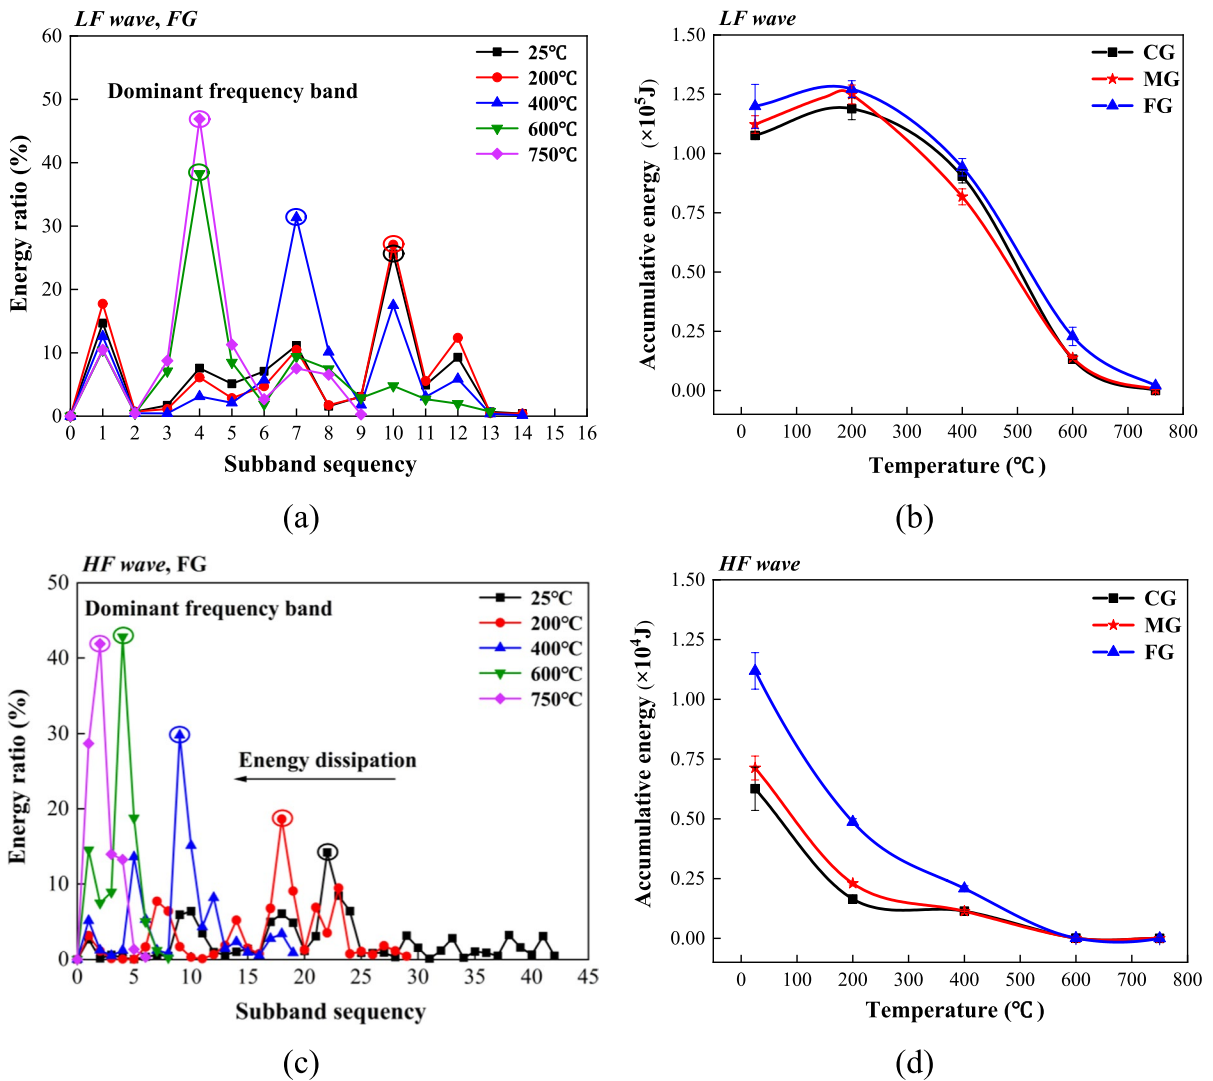 LF wave, FG
60
50
40
30
20
10
0
Energy ratio (%)
Dominant frequency band
25℃
200℃
400℃
600℃
750℃
0 1 2 3 4 5 6 7 8 9 10 11 12 13 14 15 16
Subband sequency
(a)
LF wave
1.50
1.25
1.00
0.75
0.50
0.25
0.00
Accumulative energy (×10⁵J)
CG
MG
FG
0 100 200 300 400 500 600 700 800
Temperature (℃)
(b)
HF wave, FG
50
40
30
20
10
0
Energy ratio (%)
Dominant frequency band
25℃
200℃
400℃
600℃
750℃
Enengy dissipation
0 5 10 15 20 25 30 35 40 45
Subband sequency
(c)
HF wave
1.50
1.25
1.00
0.75
0.50
0.25
0.00
Accumulative energy (×10⁴J)
CG
MG
FG
0 100 200 300 400 500 600 700 800
Temperature (℃)
(d)